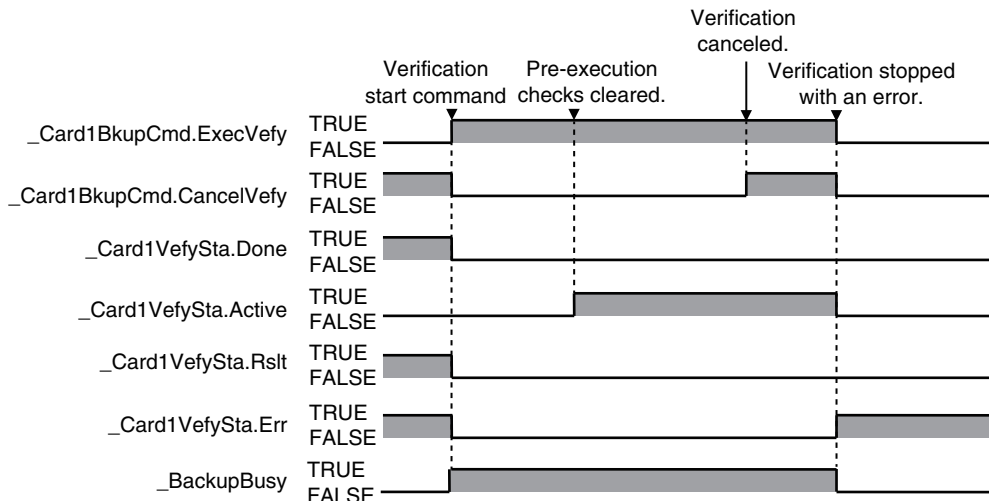 Verification
canceled.
Verification
start command
Pre-execution
checks cleared.
Verification stopped
with an error.
_Card1BkupCmd.ExecVefy
TRUE
FALSE
_Card1BkupCmd.CancelVefy
TRUE
FALSE
_Card1VefySta.Done
TRUE
FALSE
_Card1VefySta.Active
TRUE
FALSE
_Card1VefySta.Rslt
TRUE
FALSE
_Card1VefySta.Err
TRUE
FALSE
_BackupBusy
TRUE
FALSE